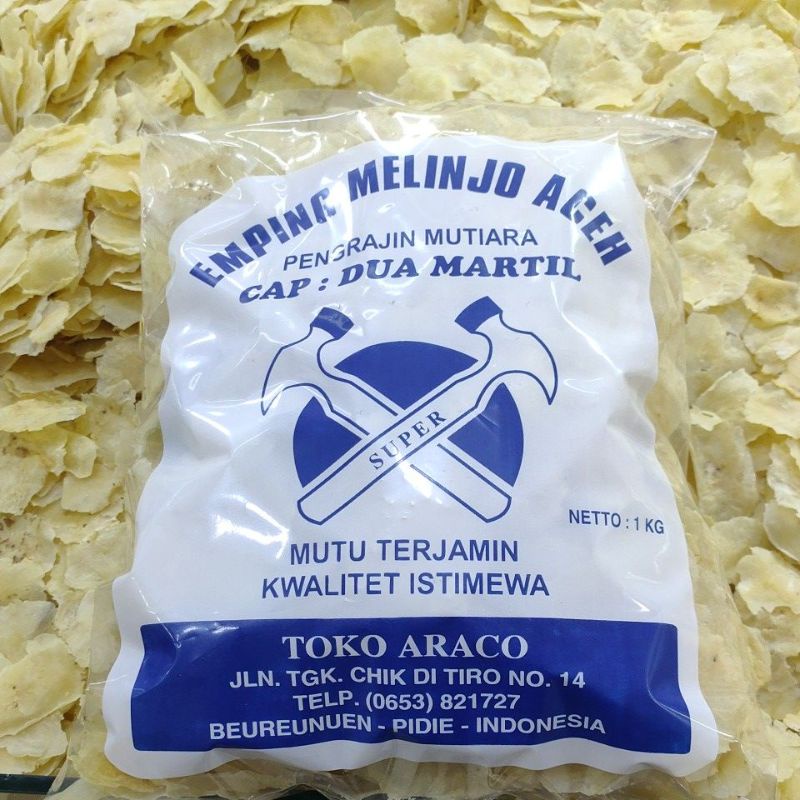 EMPING MELINJO ACEH
PENGRAJIN MUTIARA
CAP : DUA MARTIL
SUPER
NETTO : 1 KG
MUTU TERJAMIN
KWALITET ISTIMEWA
TOKO ARACO
JLN. TGK. CHIK DI TIRO NO. 14
TELP. (0653) 821727
BEUREUNUEN - PIDIE - INDONESIA